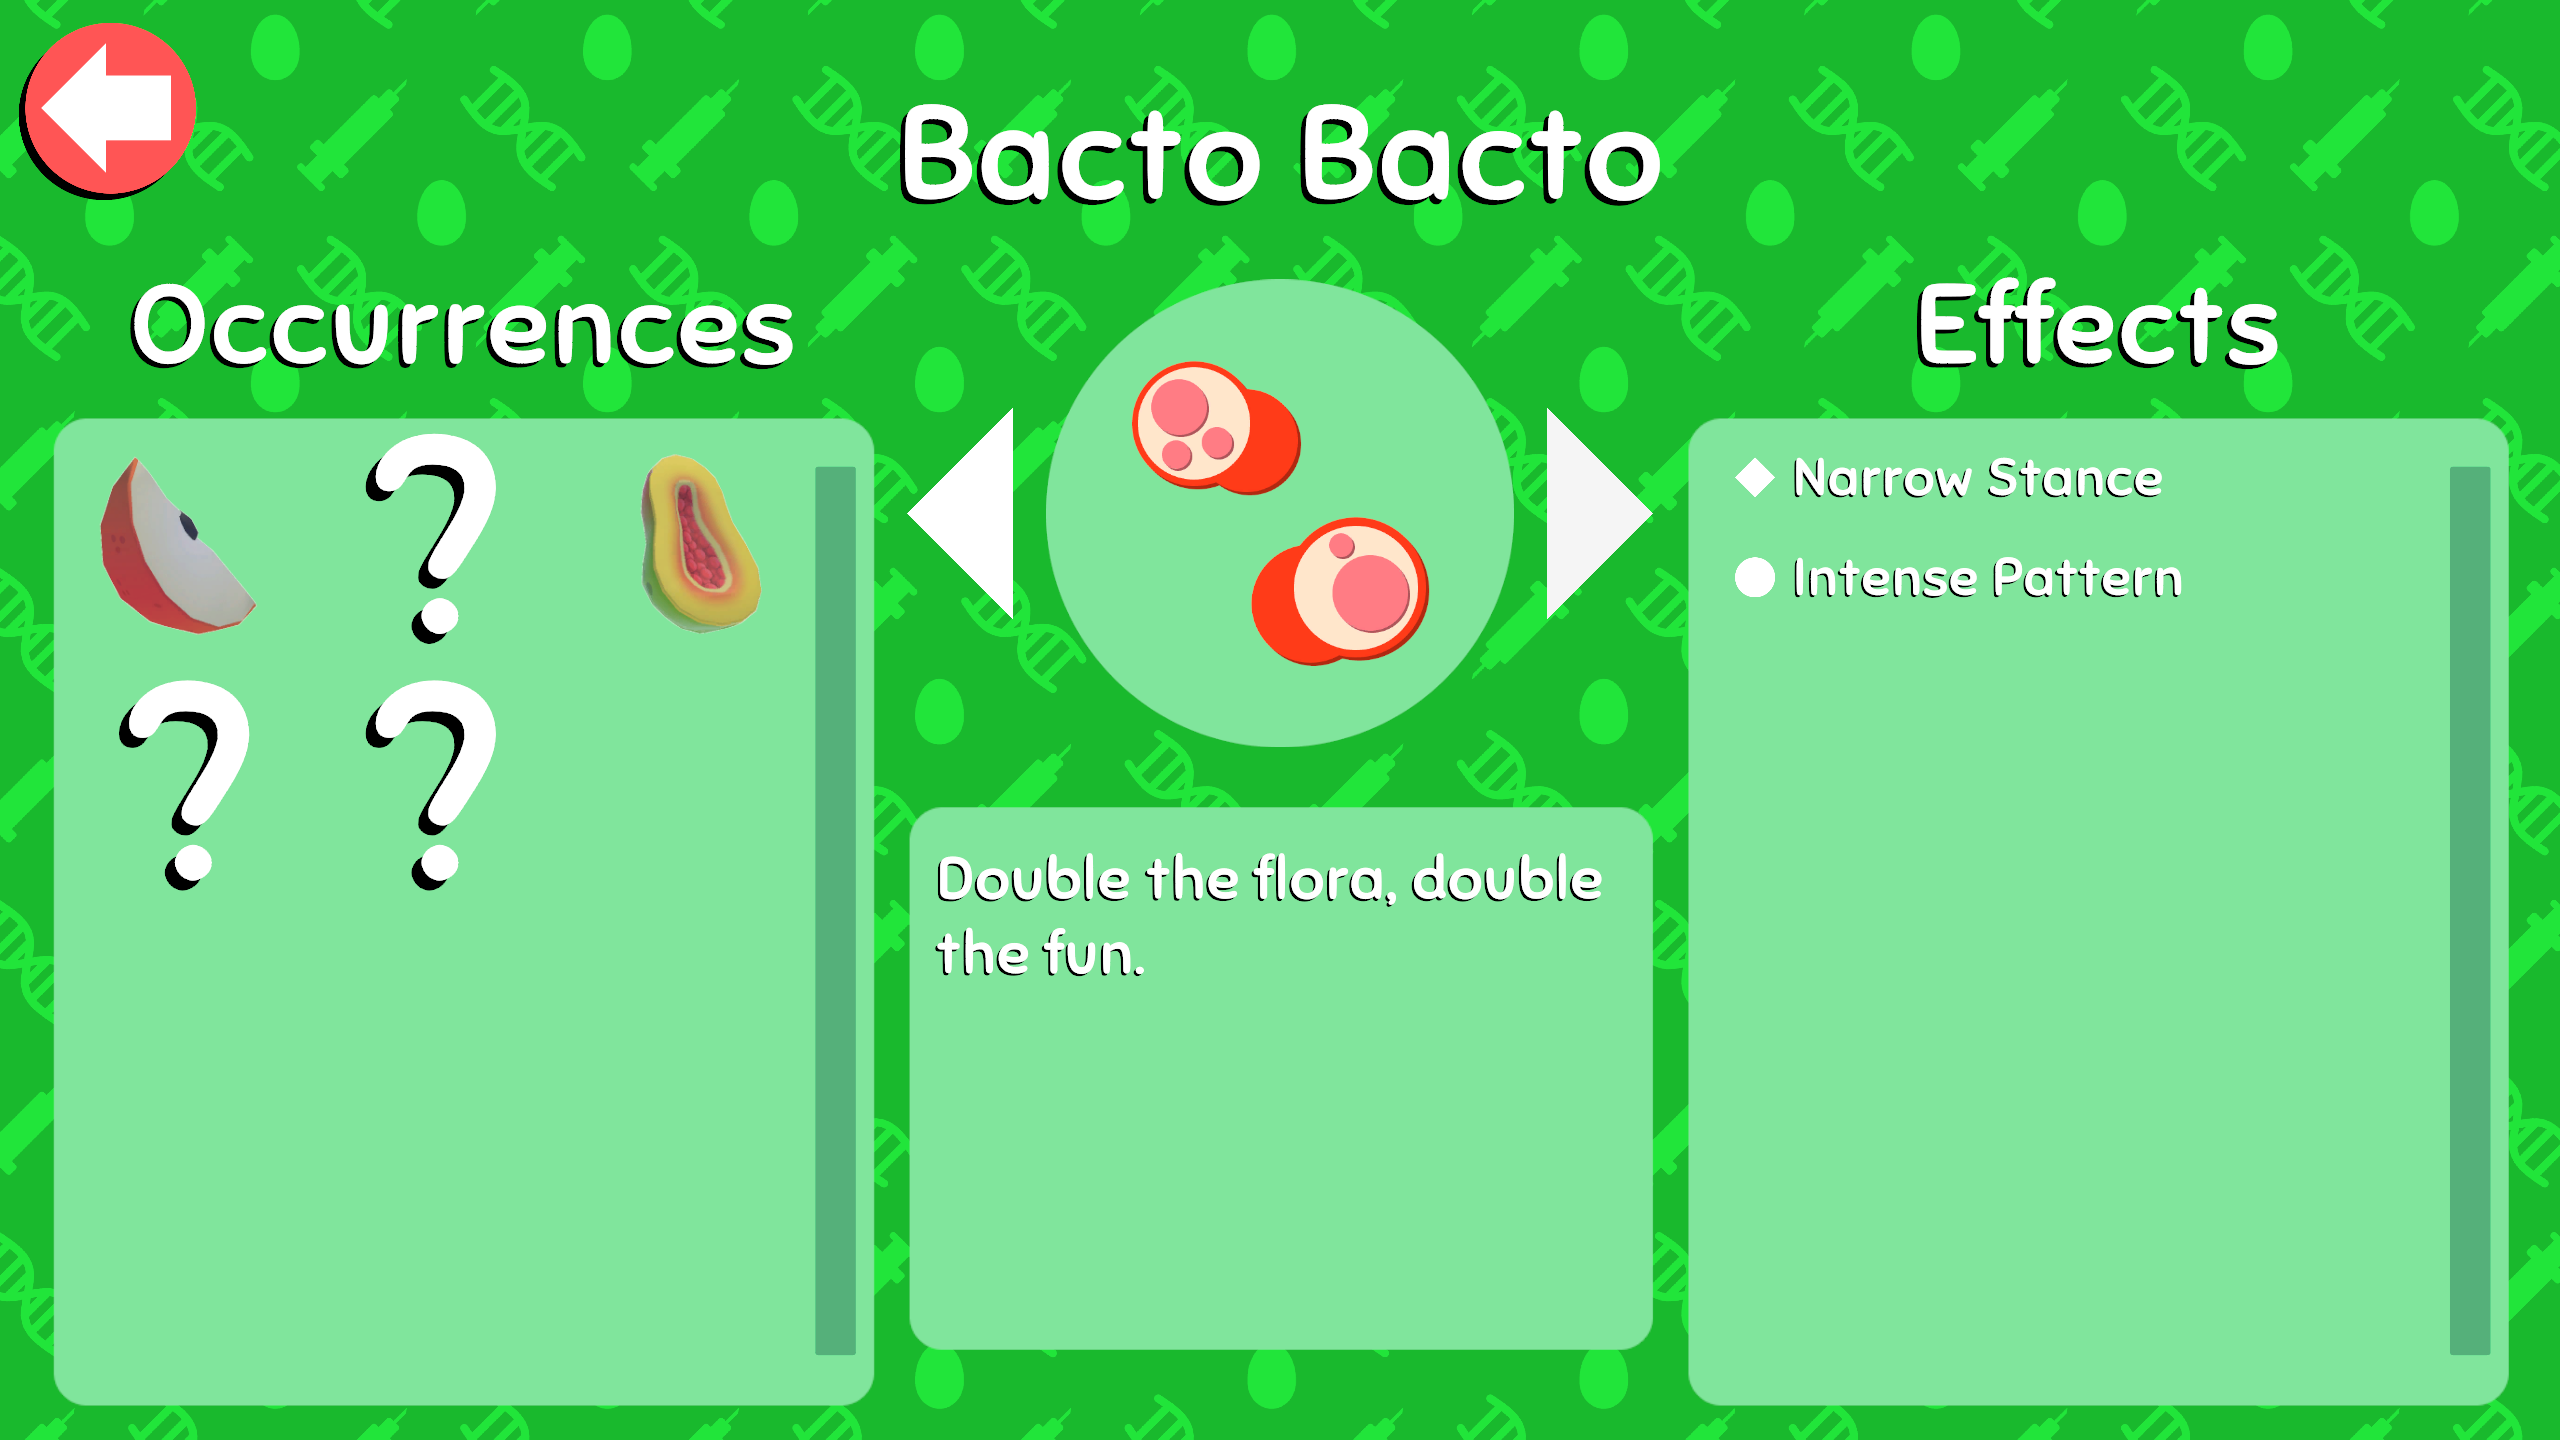 Bacto Bacto
Occurrences
?
?
?
Double the flora, double
the fun.
Effects
Narrow Stance
Intense Pattern